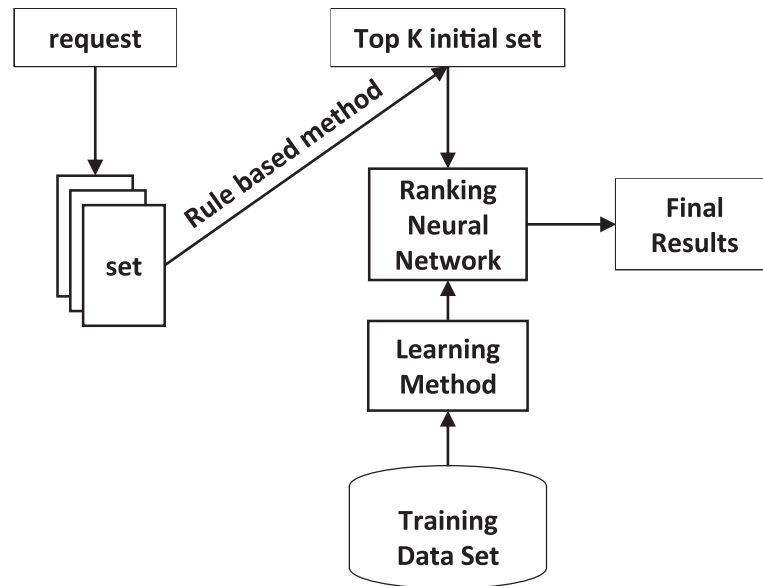 request
Top K initial set
Rule based method
set
Ranking
Neural
Network
Final
Results
Learning
Method
Training
Data Set